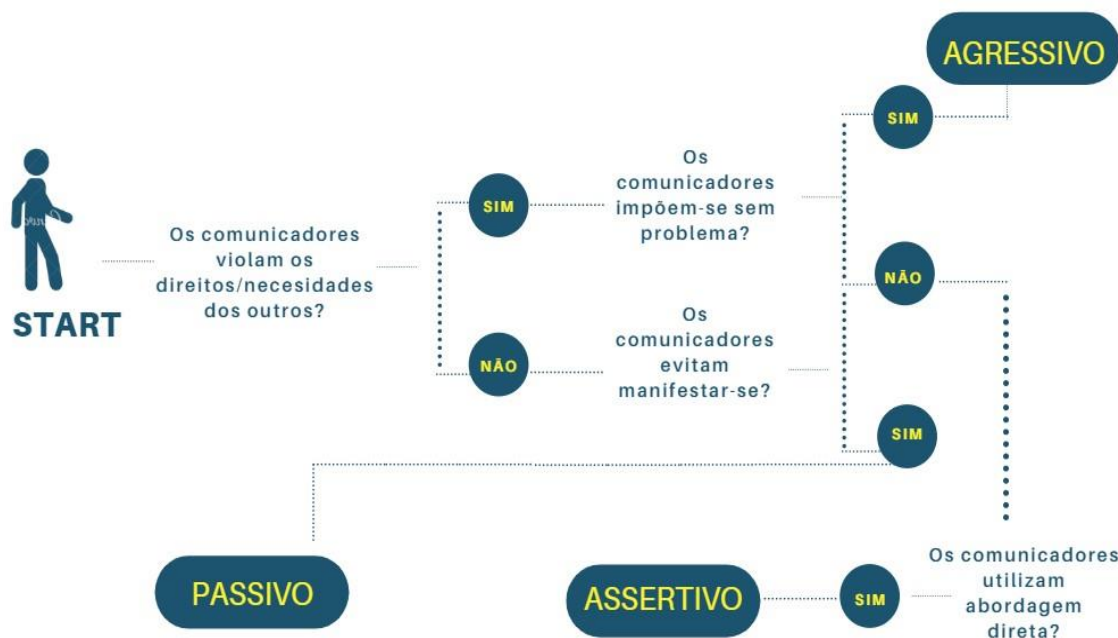 AGRESSIVO
SIM
Os
comunicadores
impõem-se sem
problema?
SIM
Os comunicadores
violam os
direitos/necesidades
dos outros?
START
NÃO
NÃO
Os
comunicadores
evitam
manifestar-se?
SIM
PASSIVO
ASSERTIVO
SIM
Os comunicadores
utilizam
abordagem
direta?